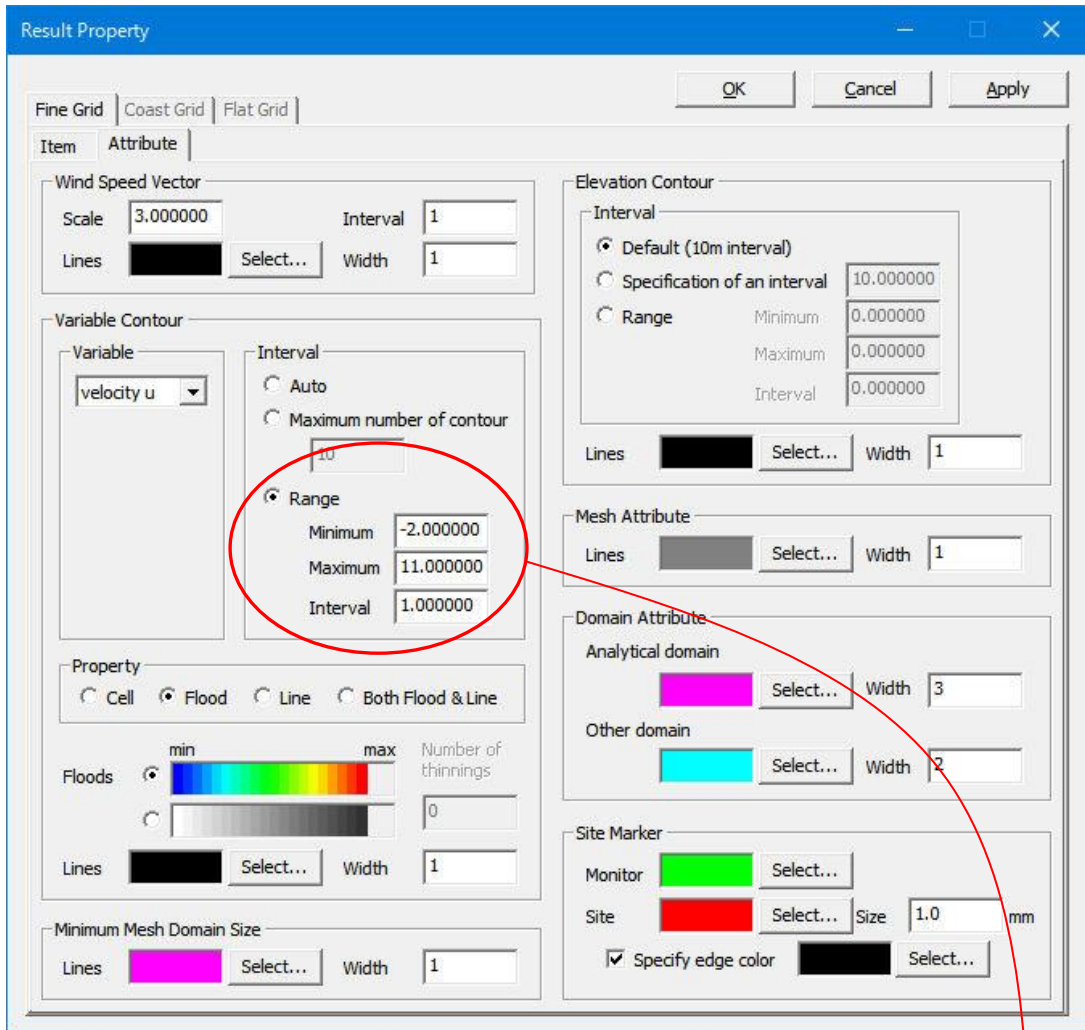 Result Property
OK Cancel Apply
Fine Grid Coast Grid Flat Grid
Item Attribute
Wind Speed Vector
Scale 3.000000 Interval 1
Lines Select... Width 1
Variable Contour
Variable
velocity u
Interval
Auto
Maximum number of contour
10
Range
Minimum -2.000000
Maximum 11.000000
Interval 1.000000
Property
Cell Flood Line Both Flood & Line
min max Number of
thinnings
Floods
0
Lines Select... Width 1
Minimum Mesh Domain Size
Lines Select... Width 1
Elevation Contour
Interval
Default (10m interval)
Specification of an interval 10.000000
Range Minimum 0.000000
Maximum 0.000000
Interval 0.000000
Lines Select... Width 1
Mesh Attribute
Lines Select... Width 1
Domain Attribute
Analytical domain
Select... Width 3
Other domain
Select... Width 2
Site Marker
Monitor Select...
Site Select... Size 1.0 mm
Specify edge color Select...